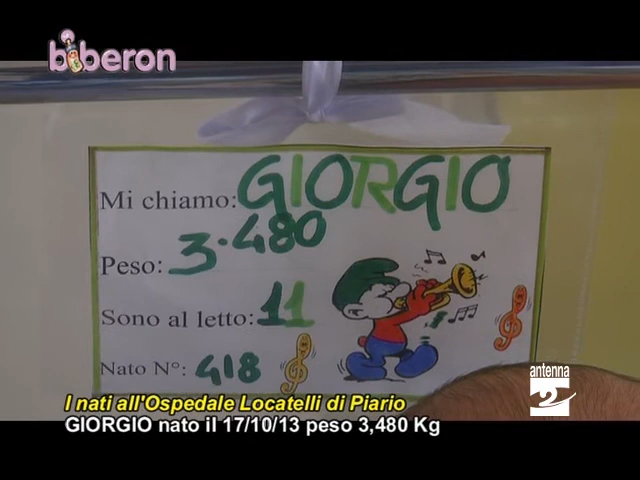 biberon
Mi chiamo: GIORGIO
Peso: 3.480
Sono al letto: 11
Nato N°: 418
antenna
2
I nati all'Ospedale Locatelli di Piario
GIORGIO nato il 17/10/13 peso 3,480 Kg